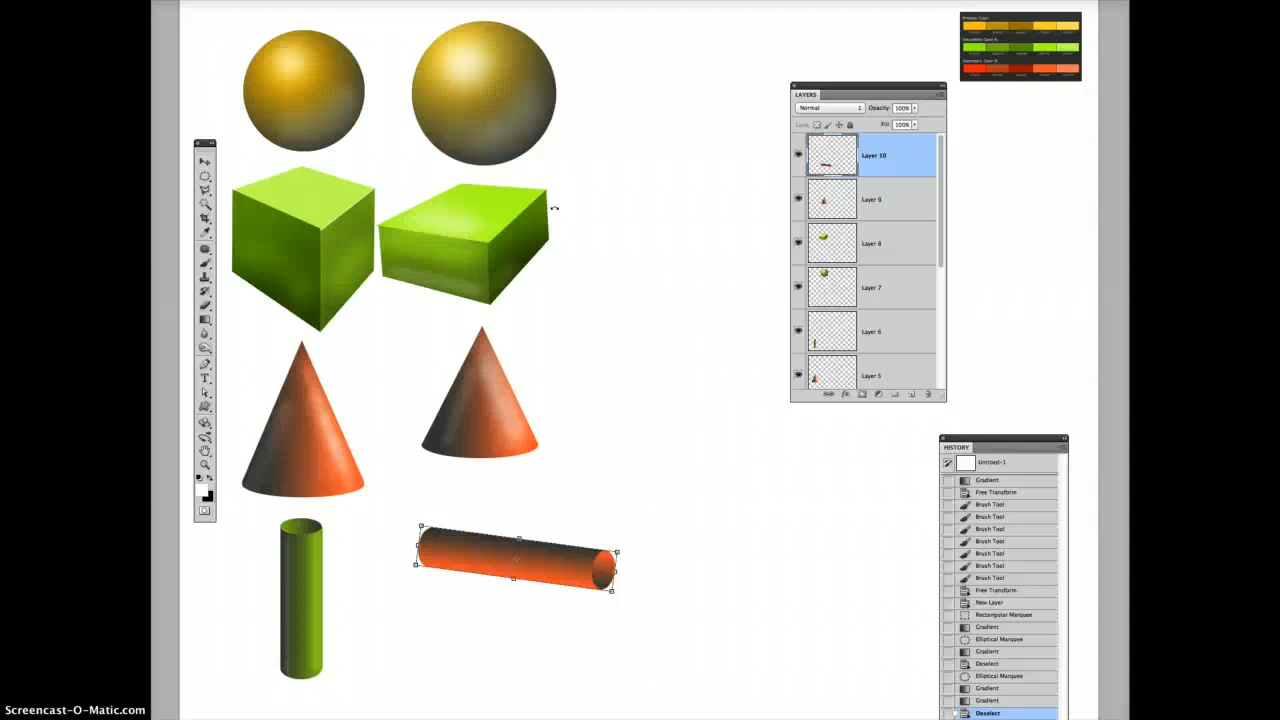 LAYERS
Normal
Opacity: 100%
Lock:
Fill: 100%
Layer 10
Layer 9
Layer 8
Layer 7
Layer 6
Layer 5
fx
HISTORY
Untitled-1
Gradient
Free Transform
Brush Tool
Brush Tool
Brush Tool
Brush Tool
Brush Tool
Brush Tool
Brush Tool
Free Transform
New Layer
Rectangular Marquee
Gradient
Elliptical Marquee
Gradient
Deselect
Elliptical Marquee
Gradient
Gradient
Deselect
Screencast-O-Matic.com